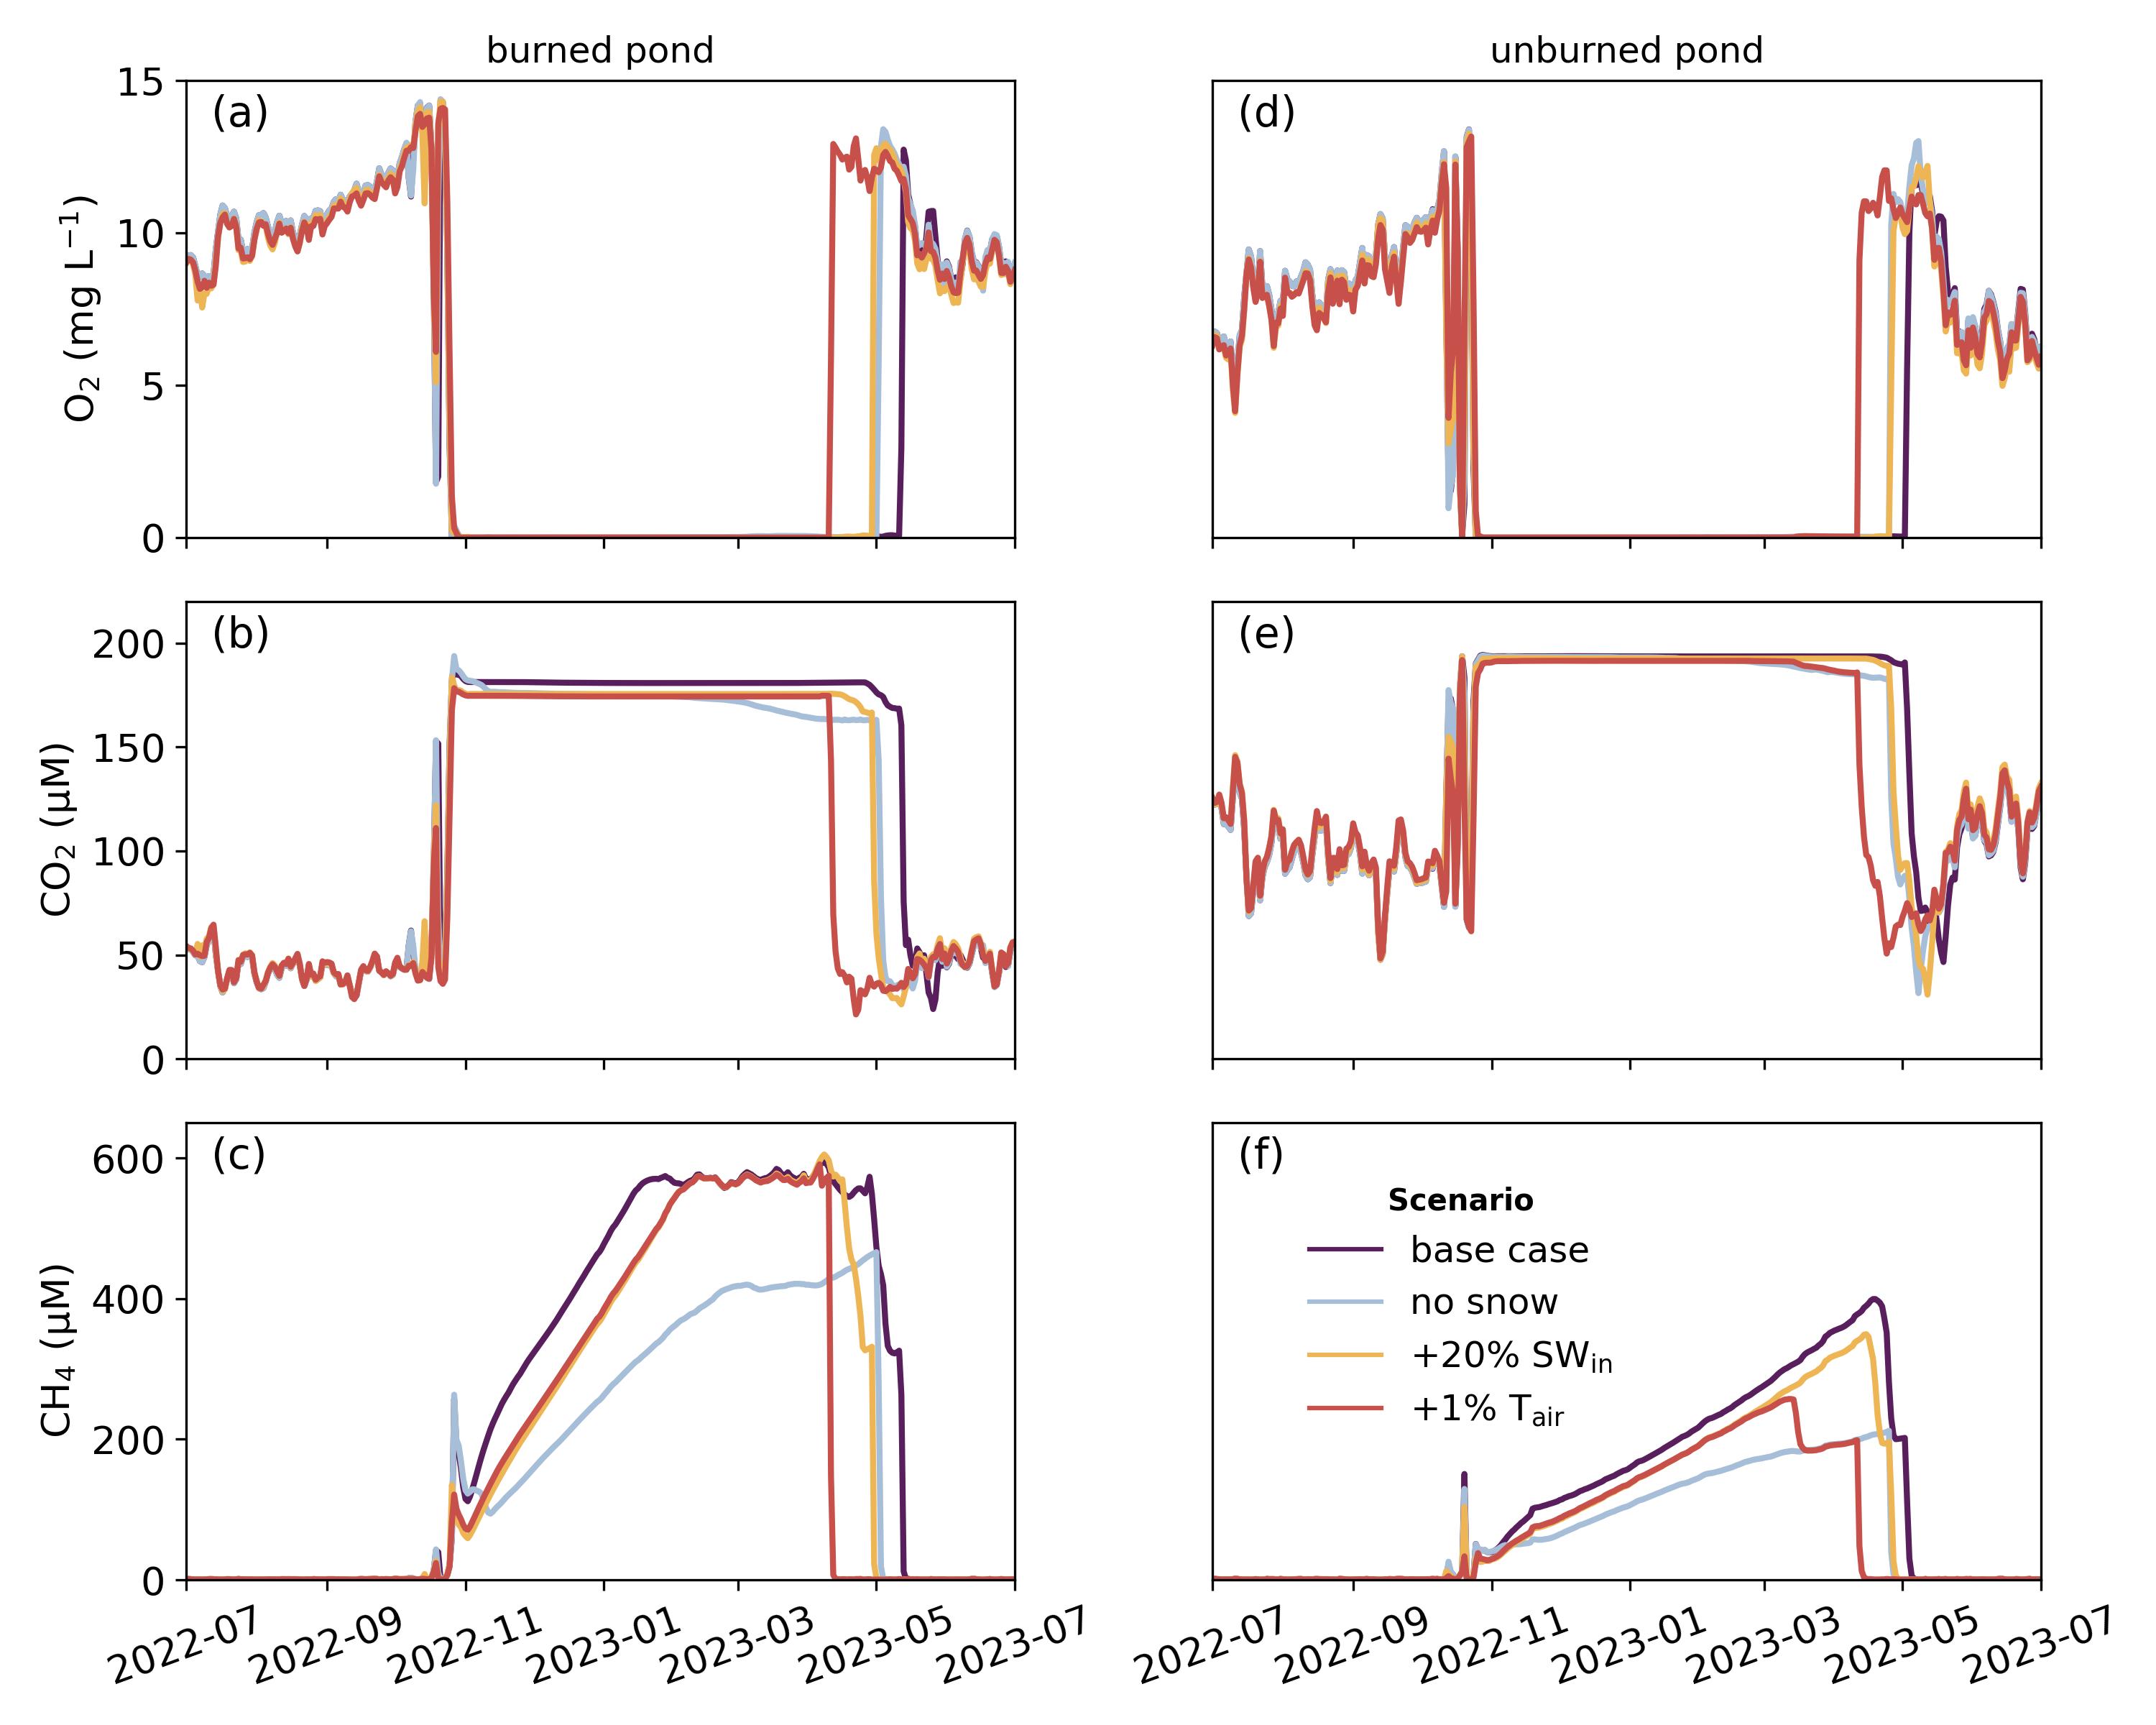 burned pond
unburned pond
15
10
5
0
O₂ (mg L⁻¹)
(a)
(d)
200
150
100
50
0
CO₂ (µM)
(b)
(e)
600
400
200
0
CH₄ (µM)
(c)
(f)
Scenario
base case
no snow
+20% SWin
+1% Tair
2022-07
2022-09
2022-11
2023-01
2023-03
2023-05
2023-07
2022-07
2022-09
2022-11
2023-01
2023-03
2023-05
2023-07